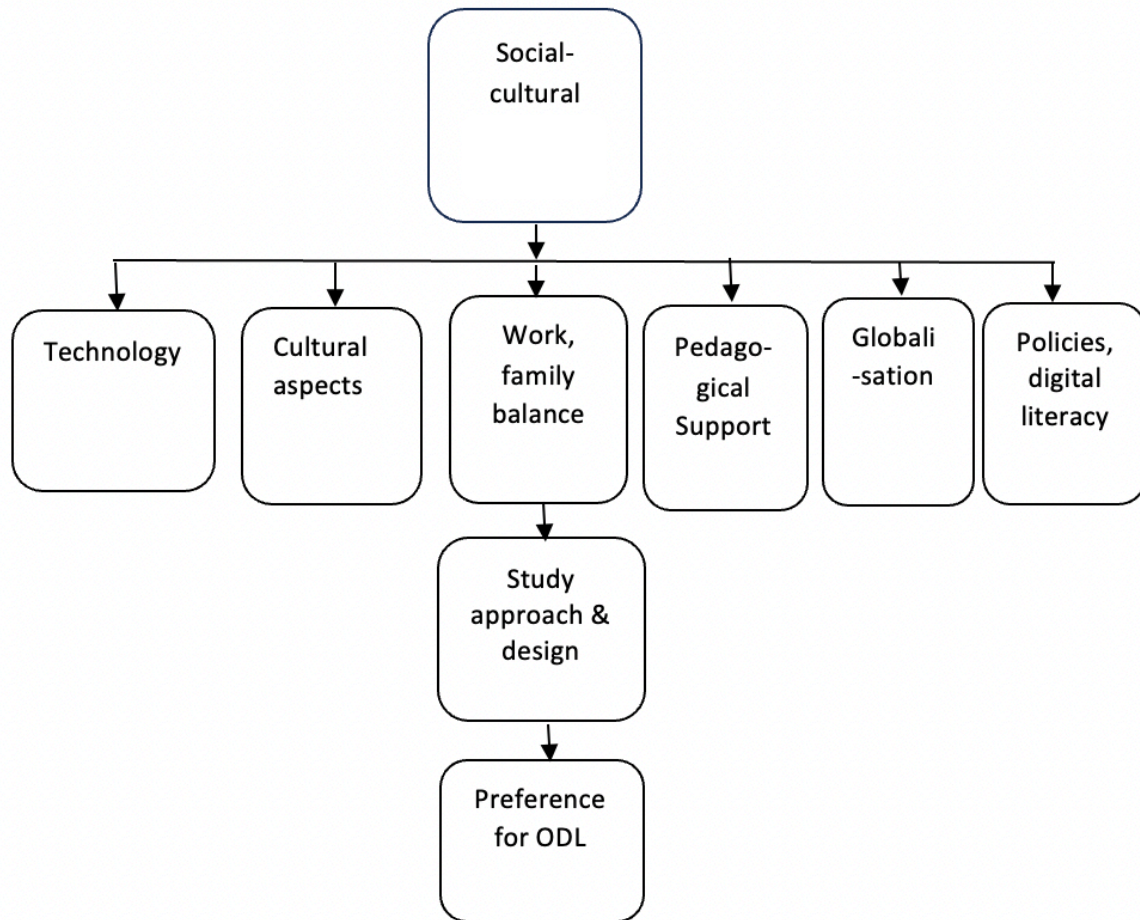 Social-
cultural
Technology
Cultural
aspects
Work,
family
balance
Pedago-
gical
Support
Globali
-sation
Policies,
digital
literacy
Study
approach &
design
Preference
for ODL